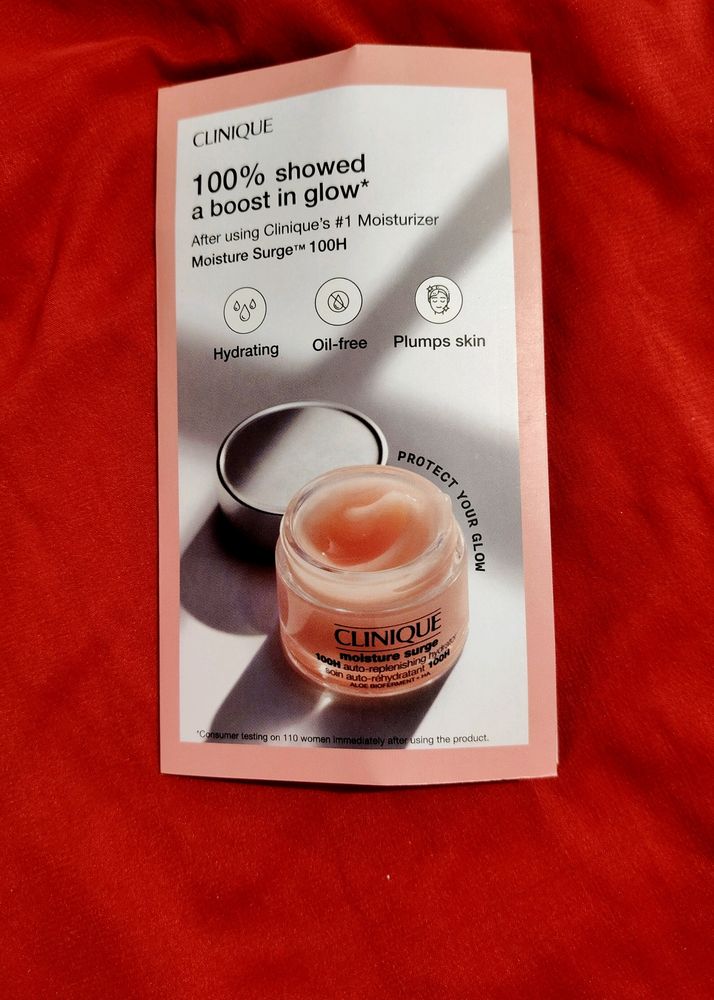 CLINIQUE
100% showed
a boost in glow*
After using Clinique's #1 Moisturizer
Moisture Surge™ 100H
Hydrating
Oil-free
Plumps skin
PROTECT YOUR GLOW
CLINIQUE
moisture surge
100H auto-replenishing hydrator
soin auto-réhydratant 100H
ALOE BIOFERMENT + HA
*Consumer testing on 110 women immediately after using the product.